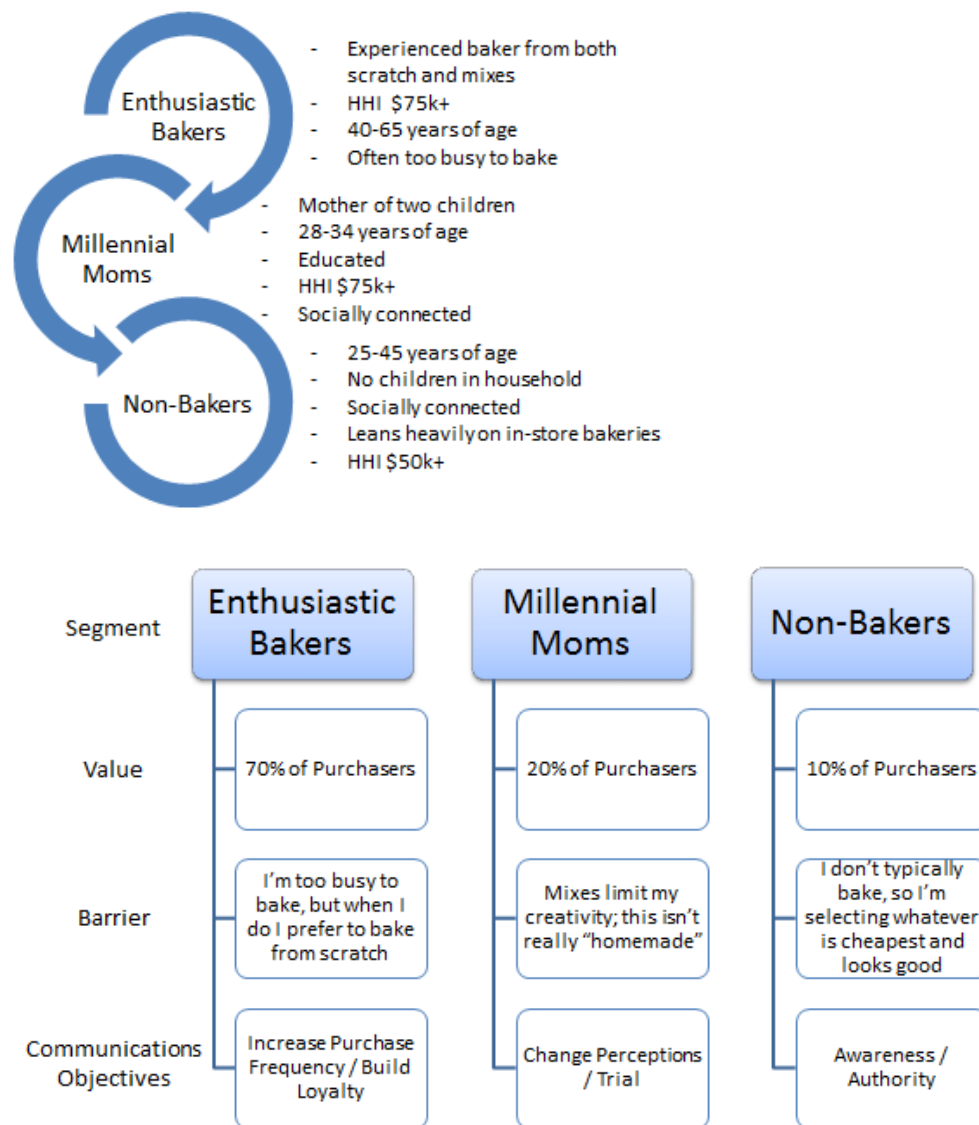 Enthusiastic
Bakers
- Experienced baker from both
scratch and mixes
- HHI $75k+
- 40-65 years of age
- Often too busy to bake
Millennial
Moms
- Mother of two children
- 28-34 years of age
- Educated
- HHI $75k+
- Socially connected
Non-Bakers
- 25-45 years of age
- No children in household
- Socially connected
- Leans heavily on in-store bakeries
- HHI $50k+
Segment
Enthusiastic
Bakers
Millennial
Moms
Non-Bakers
Value
70% of Purchasers
20% of Purchasers
10% of Purchasers
Barrier
I'm too busy to
bake, but when I
do I prefer to bake
from scratch
Mixes limit my
creativity; this isn't
really “homemade”
I don't typically
bake, so I'm
selecting whatever
is cheapest and
looks good
Communications
Objectives
Increase Purchase
Frequency / Build
Loyalty
Change Perceptions
/ Trial
Awareness /
Authority